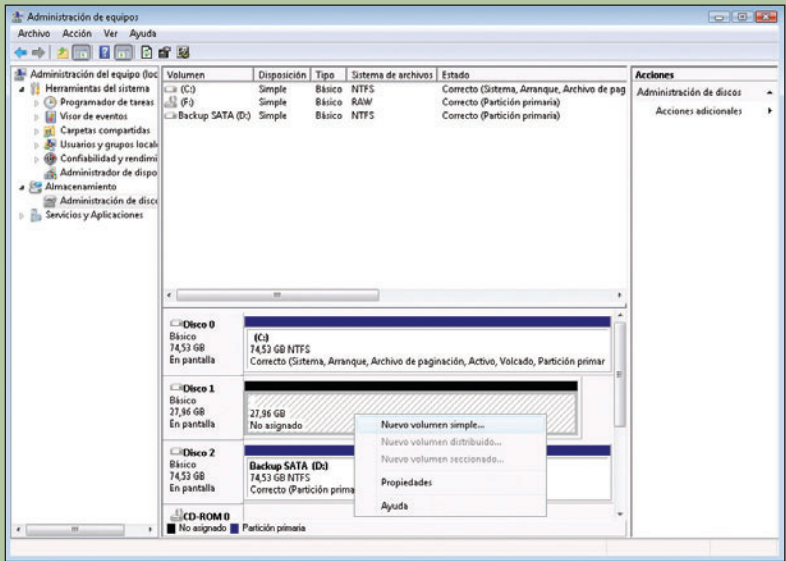 Administración de equipos
Archivo Acción Ver Ayuda
Administración del equipo (loc
Herramientas del sistema
Programador de tareas
Visor de eventos
Carpetas compartidas
Usuarios y grupos local
Confiabilidad y rendimi
Administrador de dispo
Almacenamiento
Administración de disco
Servicios y Aplicaciones
Volumen Disposición Tipo Sistema de archivos Estado
(C:) Simple Básico NTFS Correcto (Sistema, Arranque, Archivo de pag
(F:) Simple Básico RAW Correcto (Partición primaria)
Backup SATA (D:) Simple Básico NTFS Correcto (Partición primaria)
Acciones
Administración de discos
Acciones adicionales
Disco 0
Básico
74,53 GB
En pantalla
(C:)
74,53 GB NTFS
Correcto (Sistema, Arranque, Archivo de paginación, Activo, Volcado, Partición primar
Disco 1
Básico
27,96 GB
En pantalla
27,96 GB
No asignado
Nuevo volumen simple...
Nuevo volumen distribuido...
Nuevo volumen seccionado...
Propiedades
Ayuda
Disco 2
Básico
74,53 GB
En pantalla
Backup SATA (D:)
74,53 GB NTFS
Correcto (Partición prima
CD-ROM 0
No asignado Partición primaria